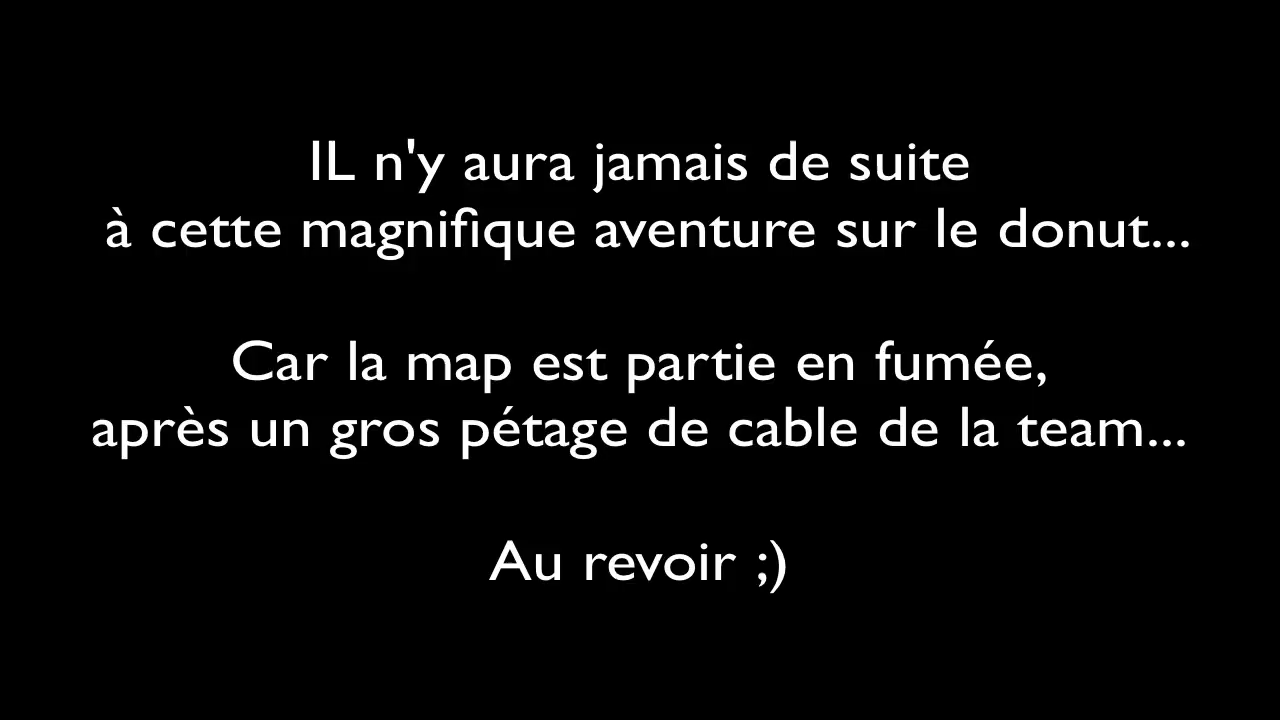 IL n'y aura jamais de suite
à cette magnifique aventure sur le donut...
Car la map est partie en fumée,
après un gros pétage de cable de la team...
Au revoir ;)